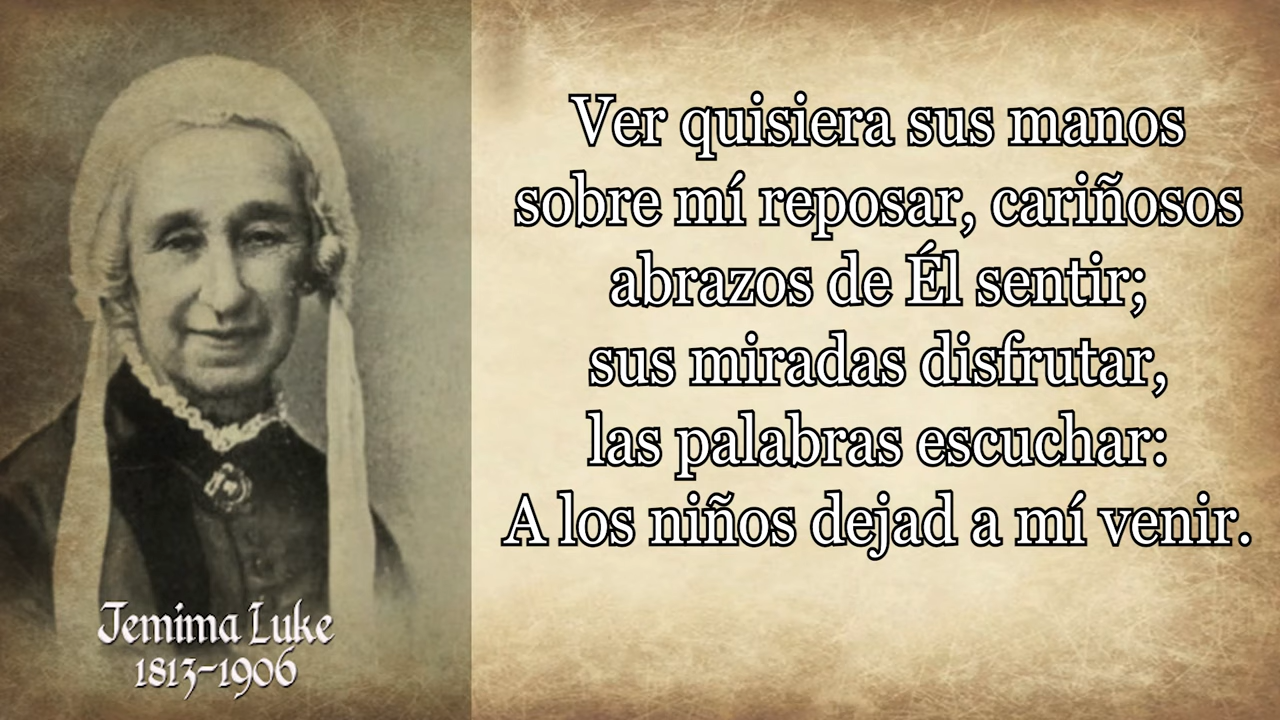 Ver quisiera sus manos
sobre mí reposar, cariñosos
abrazos de Él sentir;
sus miradas disfrutar,
las palabras escuchar:
A los niños dejad a mí venir.
Jemima Luke
1813-1906